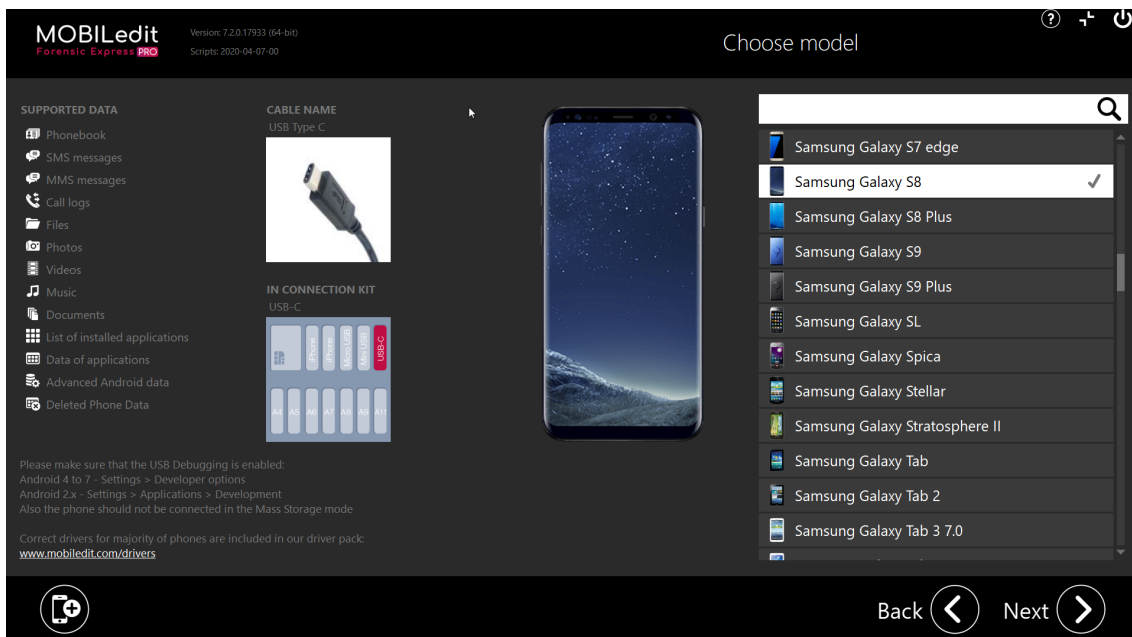 MOBILedit
Forensic Express PRO
Version: 7.2.0.17933 (64-bit)
Scripts: 2020-04-07-00
Choose model
?
SUPPORTED DATA
Phonebook
SMS messages
MMS messages
Call logs
Files
Photos
Videos
Music
Documents
List of installed applications
Data of applications
Advanced Android data
Deleted Phone Data
CABLE NAME
USB Type C
IN CONNECTION KIT
USB-C
iPhone
iPhone
Micro USB
Mini USB
USB-C
A4 A5 A6 A7 A8 A9 A11
Please make sure that the USB Debugging is enabled:
Android 4 to 7 - Settings > Developer options
Android 2.x - Settings > Applications > Development
Also the phone should not be connected in the Mass Storage mode
Correct drivers for majority of phones are included in our driver pack:
www.mobiledit.com/drivers
Samsung Galaxy S7 edge
Samsung Galaxy S8
Samsung Galaxy S8 Plus
Samsung Galaxy S9
Samsung Galaxy S9 Plus
Samsung Galaxy SL
Samsung Galaxy Spica
Samsung Galaxy Stellar
Samsung Galaxy Stratosphere II
Samsung Galaxy Tab
Samsung Galaxy Tab 2
Samsung Galaxy Tab 3 7.0
Back
Next